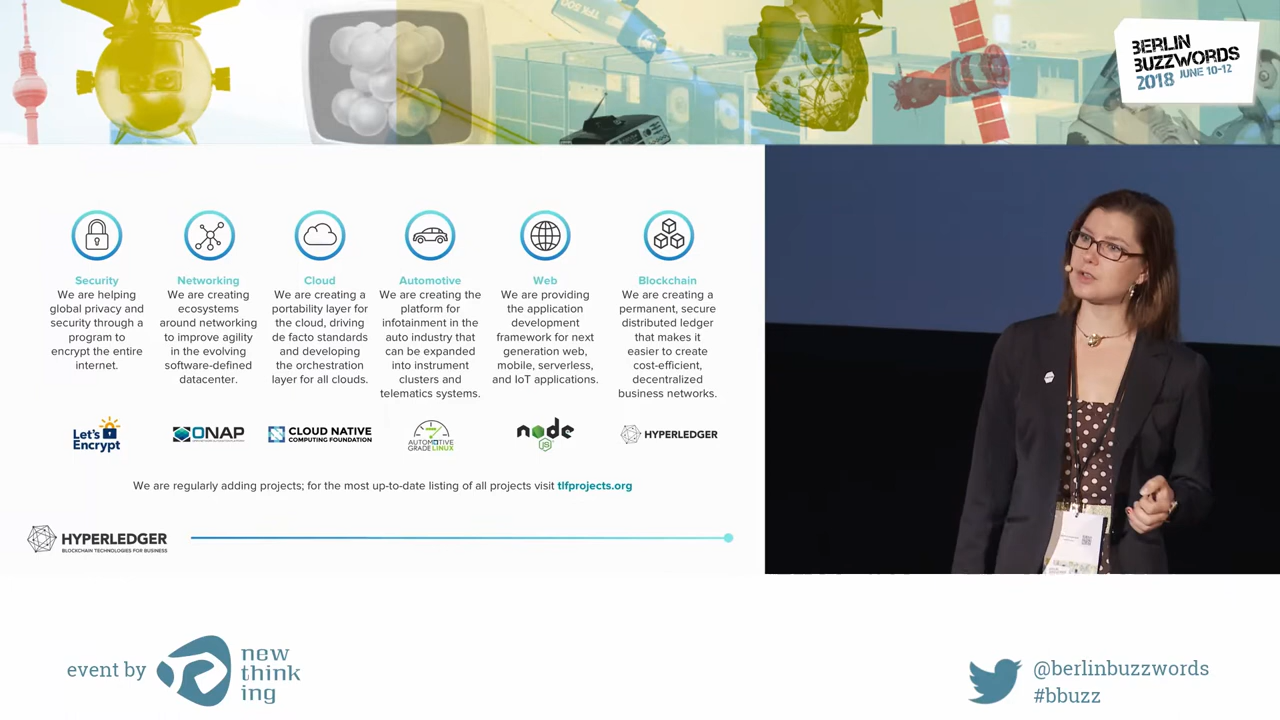 BERLIN
BUZZWORDS
2018 JUNE 10-12
Security
We are helping
global privacy and
security through a
program to
encrypt the entire
internet.
Let's
Encrypt
Networking
We are creating
ecosystems
around networking
to improve agility
in the evolving
software-defined
datacenter.
ONAP
Cloud
We are creating a
portability layer for
the cloud, driving
de facto standards
and developing
the orchestration
layer for all clouds.
CLOUD NATIVE
COMPUTING FOUNDATION
Automotive
We are creating the
platform for
infotainment in the
auto industry that
can be expanded
into instrument
clusters and
telematics systems.
AUTOMOTIVE
GRADELINUX
Web
We are providing
the application
development
framework for next
generation web,
mobile, serverless,
and IoT applications.
node
JS
Blockchain
We are creating a
permanent, secure
distributed ledger
that makes it
easier to create
cost-efficient,
decentralized
business networks.
HYPERLEDGER
We are regularly adding projects; for the most up-to-date listing of all projects visit tlfprojects.org
HYPERLEDGER
BLOCKCHAIN TECHNOLOGIES FOR BUSINESS
event by
new
think
ing
@berlinbuzzwords
#bbuzz